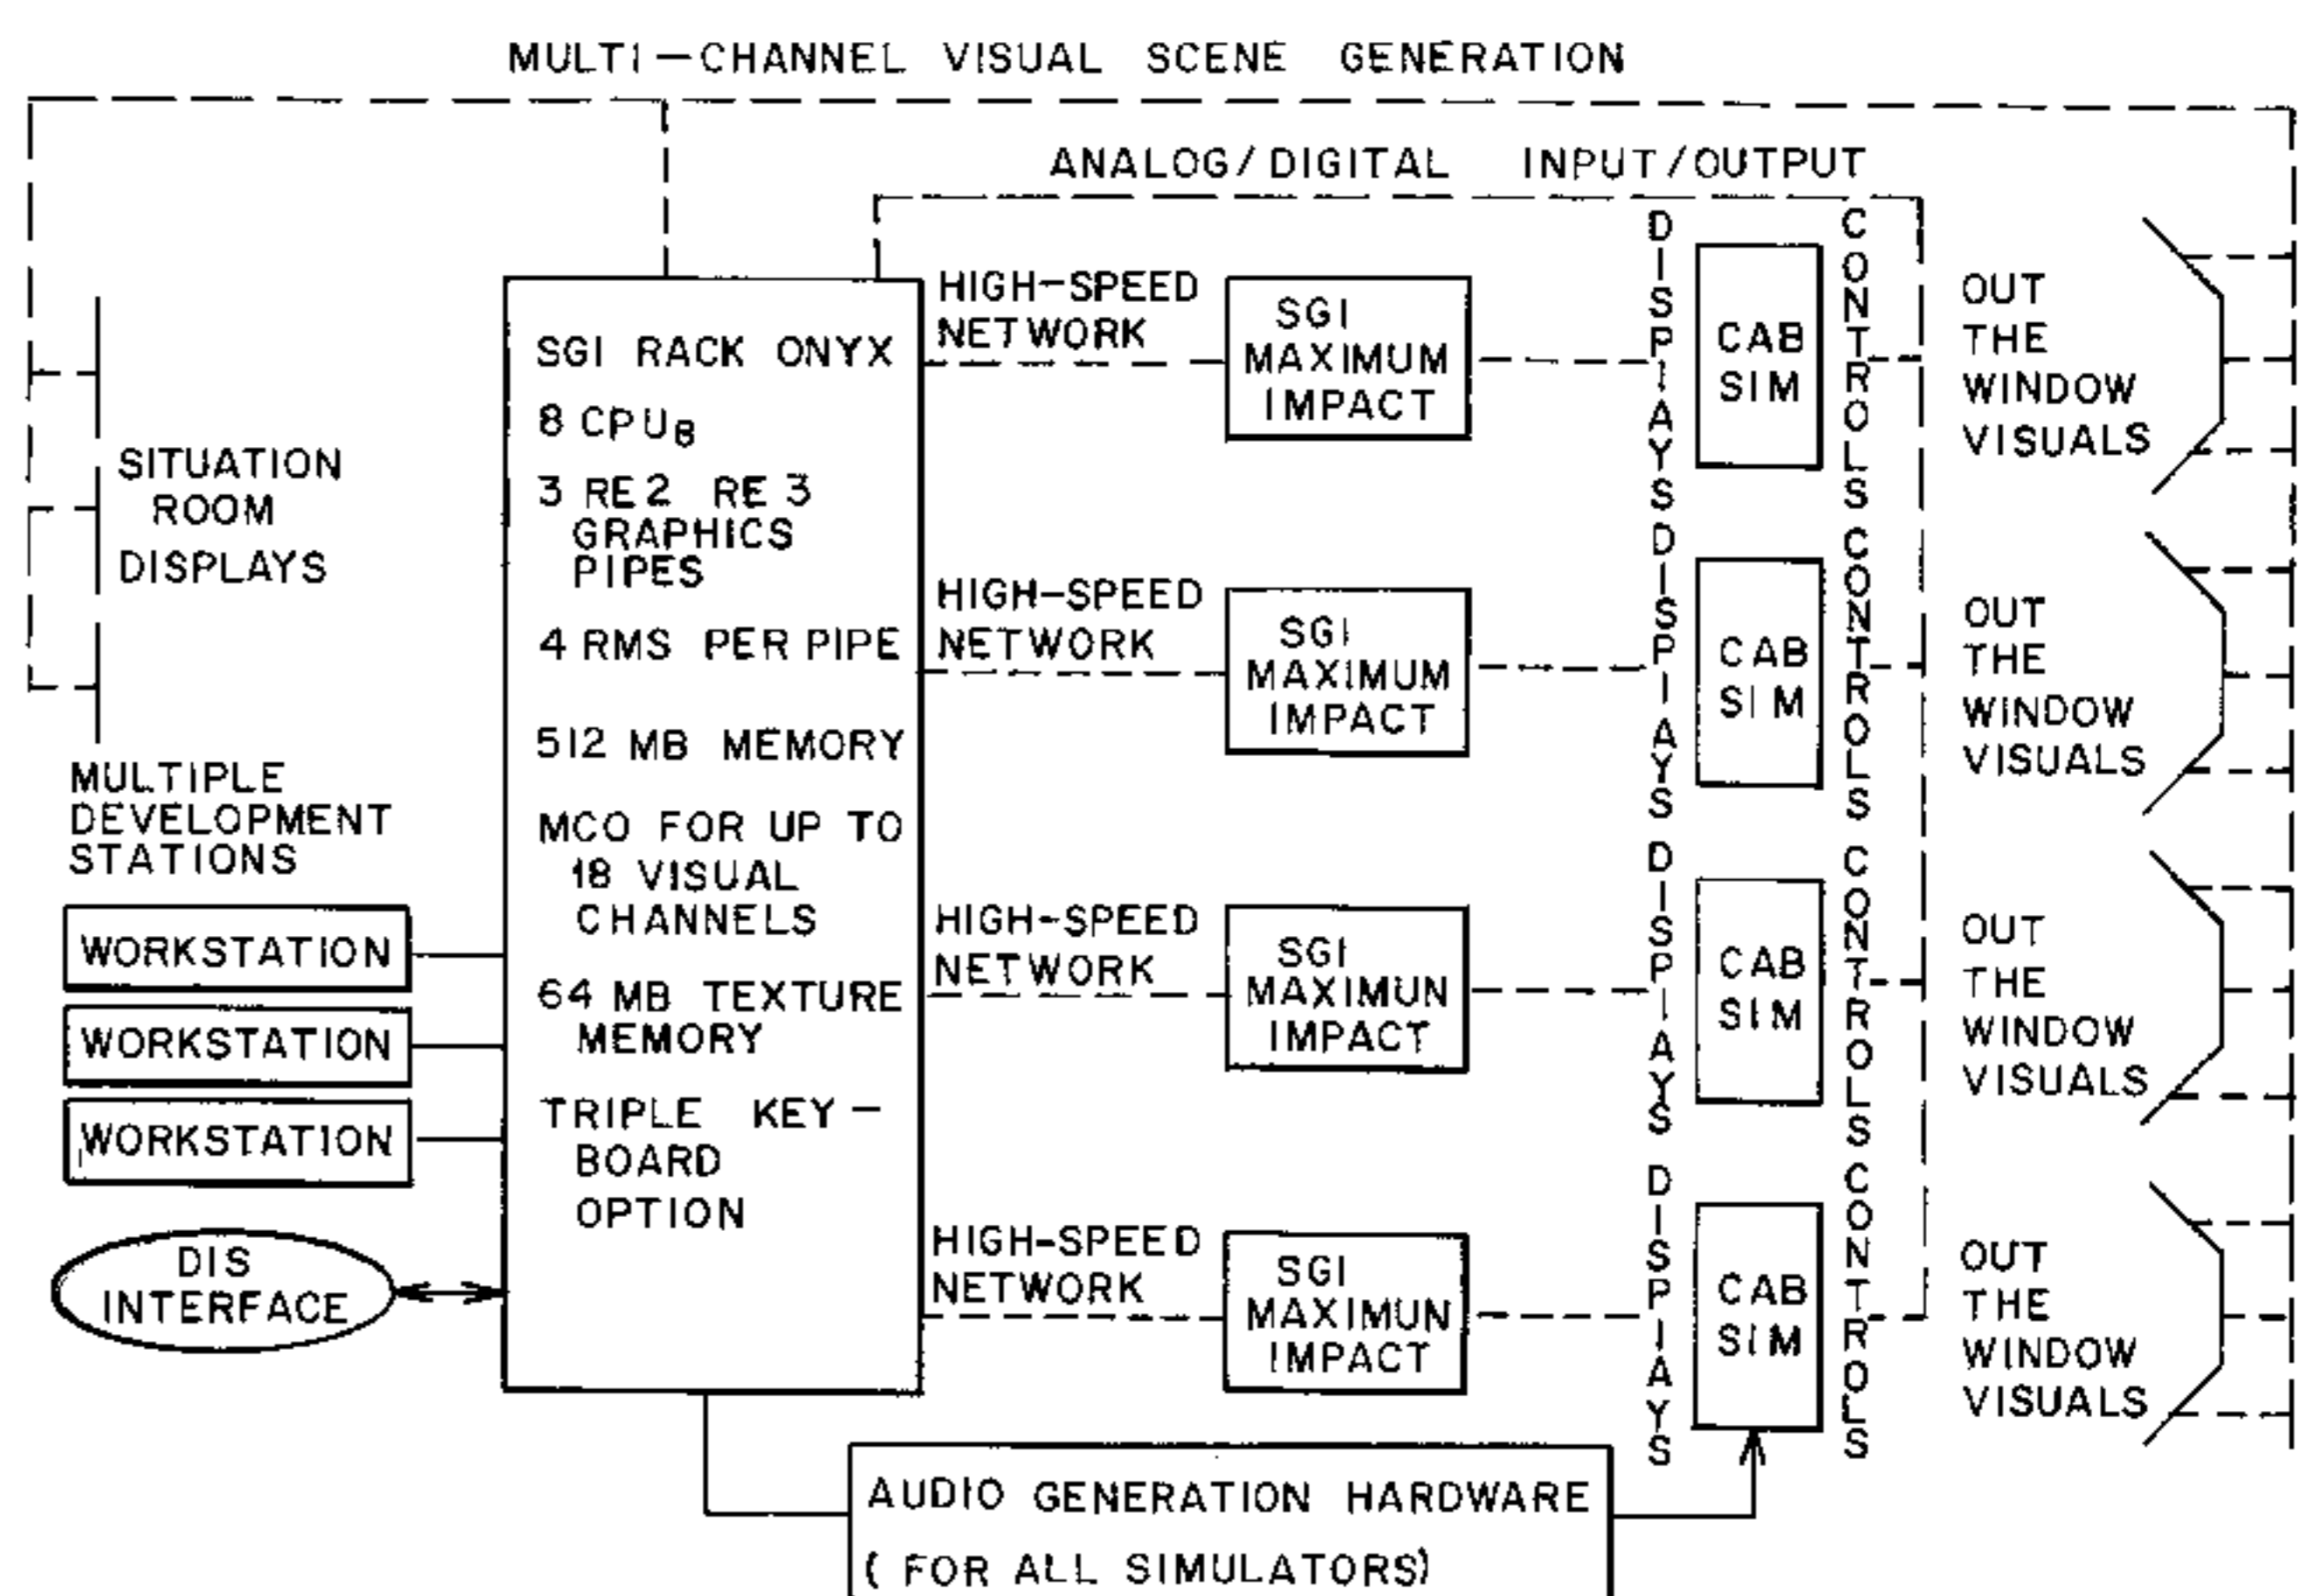 MULTI-CHANNEL VISUAL SCENE GENERATION
ANALOG/DIGITAL INPUT/OUTPUT
SITUATION
ROOM
DISPLAYS
MULTIPLE
DEVELOPMENT
STATIONS
WORKSTATION
WORKSTATION
WORKSTATION
DIS
INTERFACE
SGI RACK ONYX
8 CPU8
3 RE2 RE3
GRAPHICS
PIPES
4 RMS PER PIPE
512 MB MEMORY
MCO FOR UP TO
18 VISUAL
CHANNELS
64 MB TEXTURE
MEMORY
TRIPLE KEY-
BOARD
OPTION
HIGH-SPEED
NETWORK
SGI
MAXIMUM
IMPACT
DISPLAYS
CAB
SIM
CONTROLS
OUT
THE
WINDOW
VISUALS
HIGH-SPEED
NETWORK
SGI
MAXIMUM
IMPACT
DISPLAYS
CAB
SIM
CONTROLS
OUT
THE
WINDOW
VISUALS
HIGH-SPEED
NETWORK
SGI
MAXIMUN
IMPACT
DISPLAYS
CAB
SIM
CONTROLS
OUT
THE
WINDOW
VISUALS
HIGH-SPEED
NETWORK
SGI
MAXIMUN
IMPACT
DISPLAYS
CAB
SIM
CONTROLS
OUT
THE
WINDOW
VISUALS
AUDIO GENERATION HARDWARE
(FOR ALL SIMULATORS)